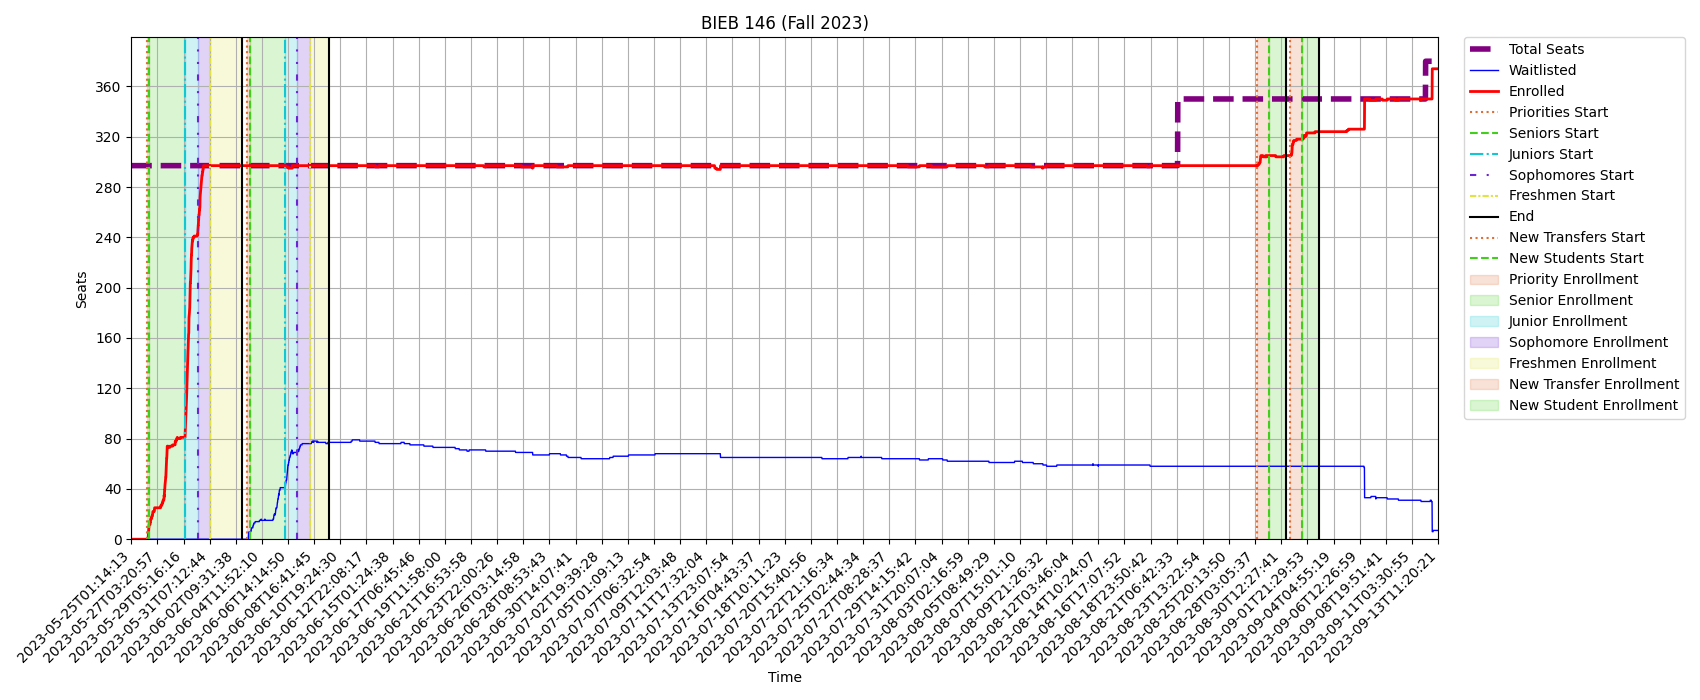 BIEB 146 (Fall 2023)
Seats
360
320
280
240
200
160
120
80
40
0
2023-05-25T01:14:13
2023-05-27T03:20:57
2023-05-29T05:16:16
2023-05-31T07:12:44
2023-06-02T09:31:38
2023-06-04T11:52:10
2023-06-06T14:14:50
2023-06-08T16:41:45
2023-06-10T19:24:30
2023-06-12T22:08:17
2023-06-15T01:24:38
2023-06-17T06:45:46
2023-06-19T11:58:00
2023-06-21T16:53:58
2023-06-23T22:00:26
2023-06-26T03:14:58
2023-06-28T08:53:43
2023-06-30T14:07:41
2023-07-02T19:39:28
2023-07-05T01:09:13
2023-07-07T06:32:54
2023-07-09T12:03:48
2023-07-11T17:32:04
2023-07-13T23:07:54
2023-07-16T04:43:37
2023-07-18T10:11:23
2023-07-20T15:40:56
2023-07-22T21:16:34
2023-07-25T02:44:34
2023-07-27T08:28:37
2023-07-29T14:15:42
2023-07-31T20:07:04
2023-08-03T02:16:59
2023-08-05T08:49:29
2023-08-07T15:01:10
2023-08-09T21:26:32
2023-08-12T03:46:04
2023-08-14T10:24:07
2023-08-16T17:07:52
2023-08-18T23:50:42
2023-08-21T06:42:33
2023-08-23T13:22:54
2023-08-25T20:13:50
2023-08-28T03:05:37
2023-08-30T12:27:41
2023-09-01T21:29:53
2023-09-04T04:55:19
2023-09-06T12:26:59
2023-09-08T19:51:41
2023-09-11T03:30:55
2023-09-13T11:20:21
Time
Total Seats
Waitlisted
Enrolled
Priorities Start
Seniors Start
Juniors Start
Sophomores Start
Freshmen Start
End
New Transfers Start
New Students Start
Priority Enrollment
Senior Enrollment
Junior Enrollment
Sophomore Enrollment
Freshmen Enrollment
New Transfer Enrollment
New Student Enrollment